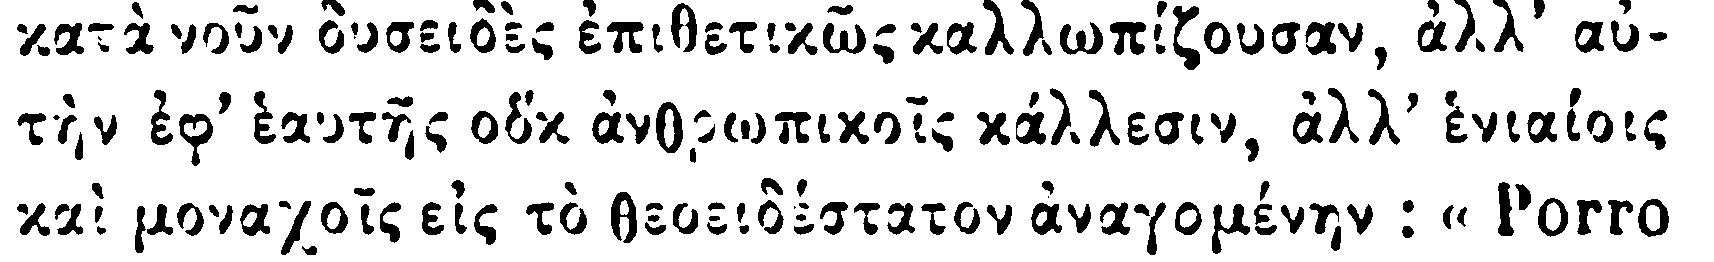 κατὰ νοῦν δυσειδὲς ἐπιθετικῶς καλλωπίζουσαν, ἀλλ’ αὐ-
τὴν ἐφ’ ἑαυτῆς οὐκ ἀνθρωπικοῖς κάλλεσιν, ἀλλ’ ἑνιαίοις
καὶ μοναχοῖς εἰς τὸ θεοειδέστατον ἀναγομένην : « Porro